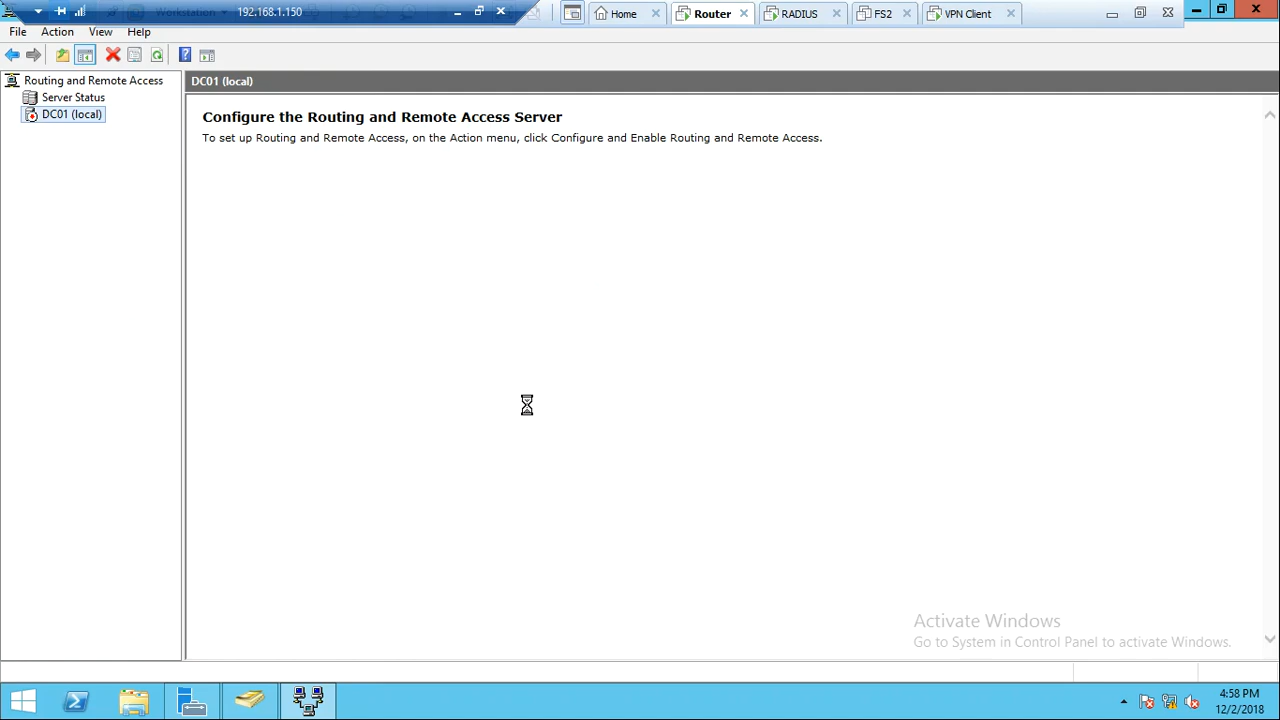 Workstation
192.168.1.150
Home
Router
RADIUS
FS2
VPN Client
File Action View Help
Routing and Remote Access
Server Status
DC01 (local)
DC01 (local)
Configure the Routing and Remote Access Server
To set up Routing and Remote Access, on the Action menu, click Configure and Enable Routing and Remote Access.
Activate Windows
Go to System in Control Panel to activate Windows.
4:58 PM
12/2/2018